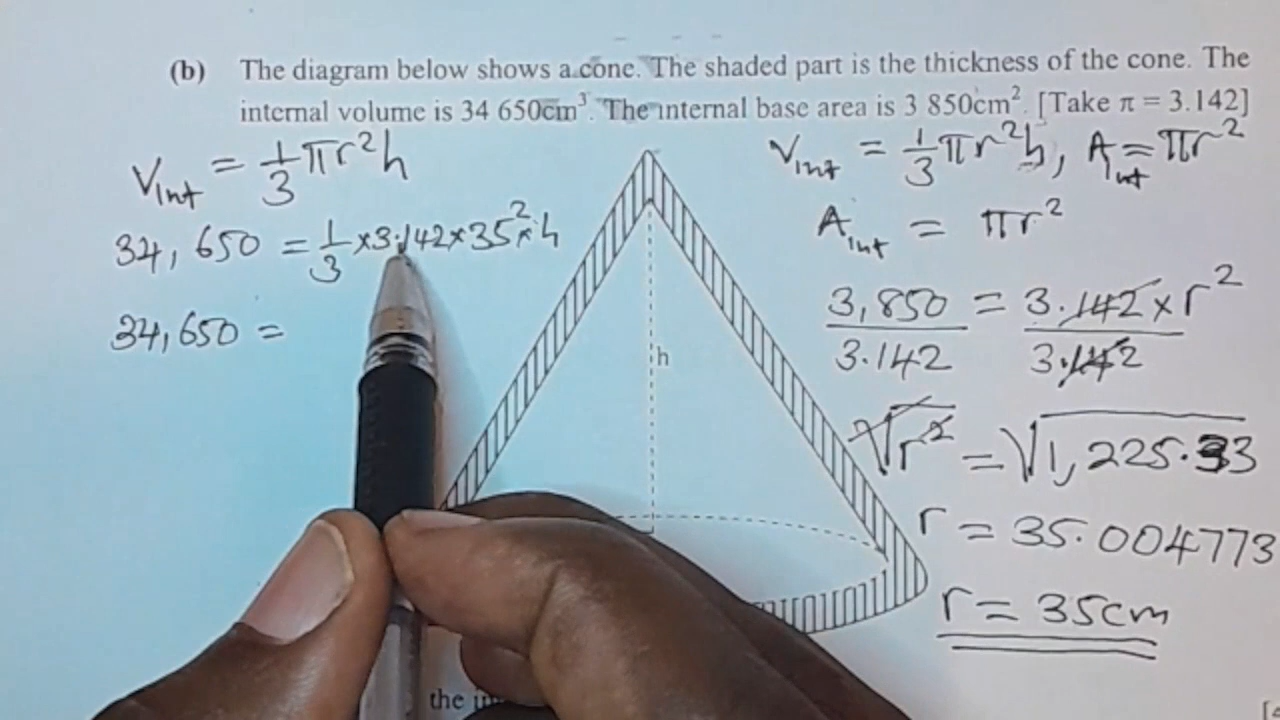 (b) The diagram below shows a cone. The shaded part is the thickness of the cone. The
internal volume is 34 650cm³. The internal base area is 3 850cm². [Take π = 3.142]
V_Int = 1/3 πr²h
34,650 = 1/3 × 3.142 × 35² × h
34,650 =
h
V_Int = 1/3 πr²h, A_Int = πr²
A_Int = πr²
3,850 / 3.142 = 3.142 × r² / 3.142
√r² = √1,225.33
r = 35.004773
r = 35cm
the